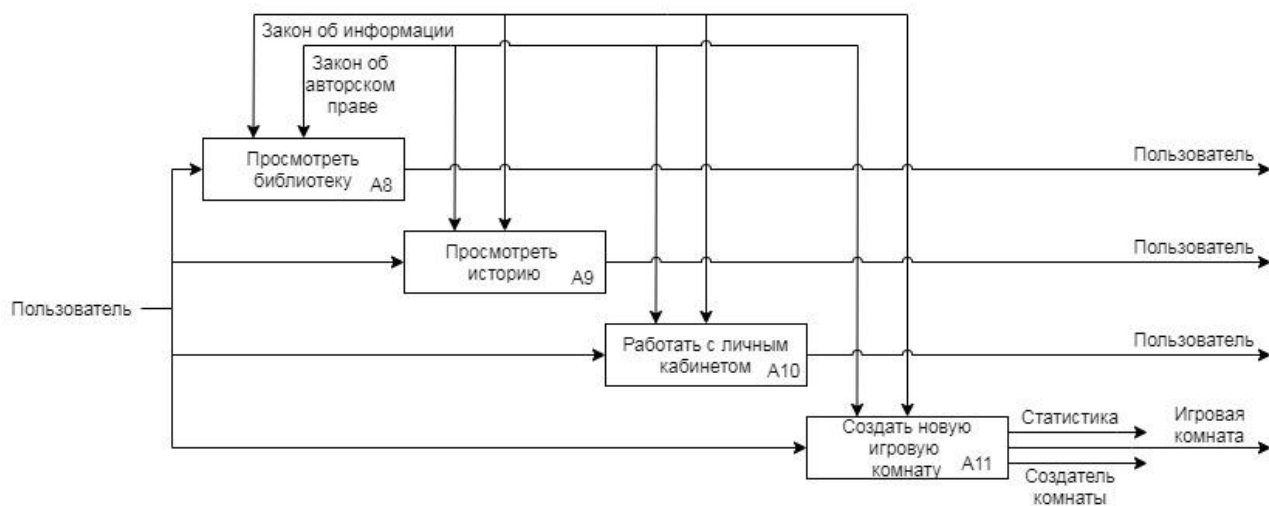 Закон об информации
Закон об
авторском
праве
Просмотреть
библиотеку
A8
Пользователь
Просмотреть
историю
A9
Пользователь
Пользователь
Работать с личным
кабинетом
A10
Пользователь
Создать новую
игровую
комнату
A11
Статистика
Игровая
комната
Создатель
комнаты